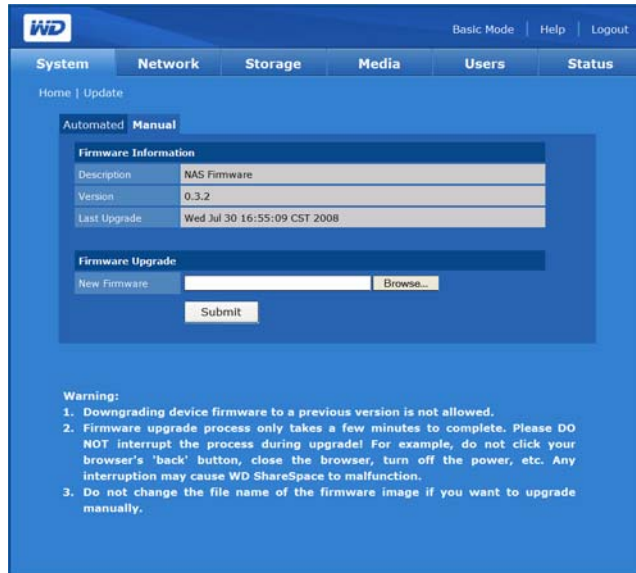 WD
Basic Mode | Help | Logout
System Network Storage Media Users Status
Home | Update
Automated Manual
Firmware Information
Description NAS Firmware
Version 0.3.2
Last Upgrade Wed Jul 30 16:55:09 CST 2008
Firmware Upgrade
New Firmware Browse...
Submit
Warning:
1. Downgrading device firmware to a previous version is not allowed.
2. Firmware upgrade process only takes a few minutes to complete. Please DO
NOT interrupt the process during upgrade! For example, do not click your
browser's 'back' button, close the browser, turn off the power, etc. Any
interruption may cause WD ShareSpace to malfunction.
3. Do not change the file name of the firmware image if you want to upgrade
manually.